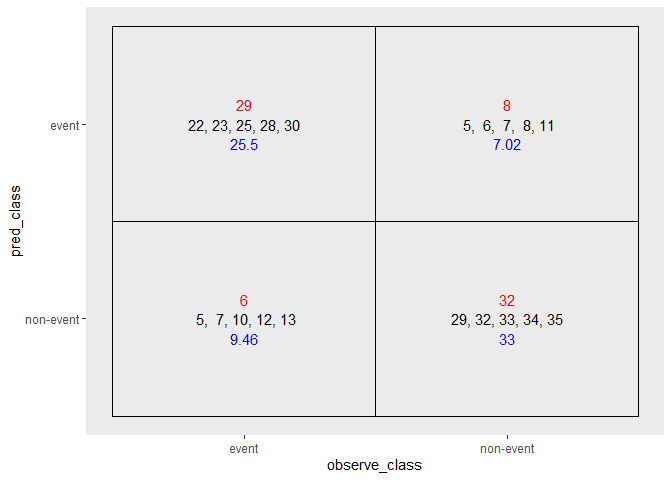 29
22, 23, 25, 28, 30
25.5
8
5, 6, 7, 8, 11
7.02
event
pred_class
6
5, 7, 10, 12, 13
9.46
32
29, 32, 33, 34, 35
33
non-event
event
non-event
observe_class